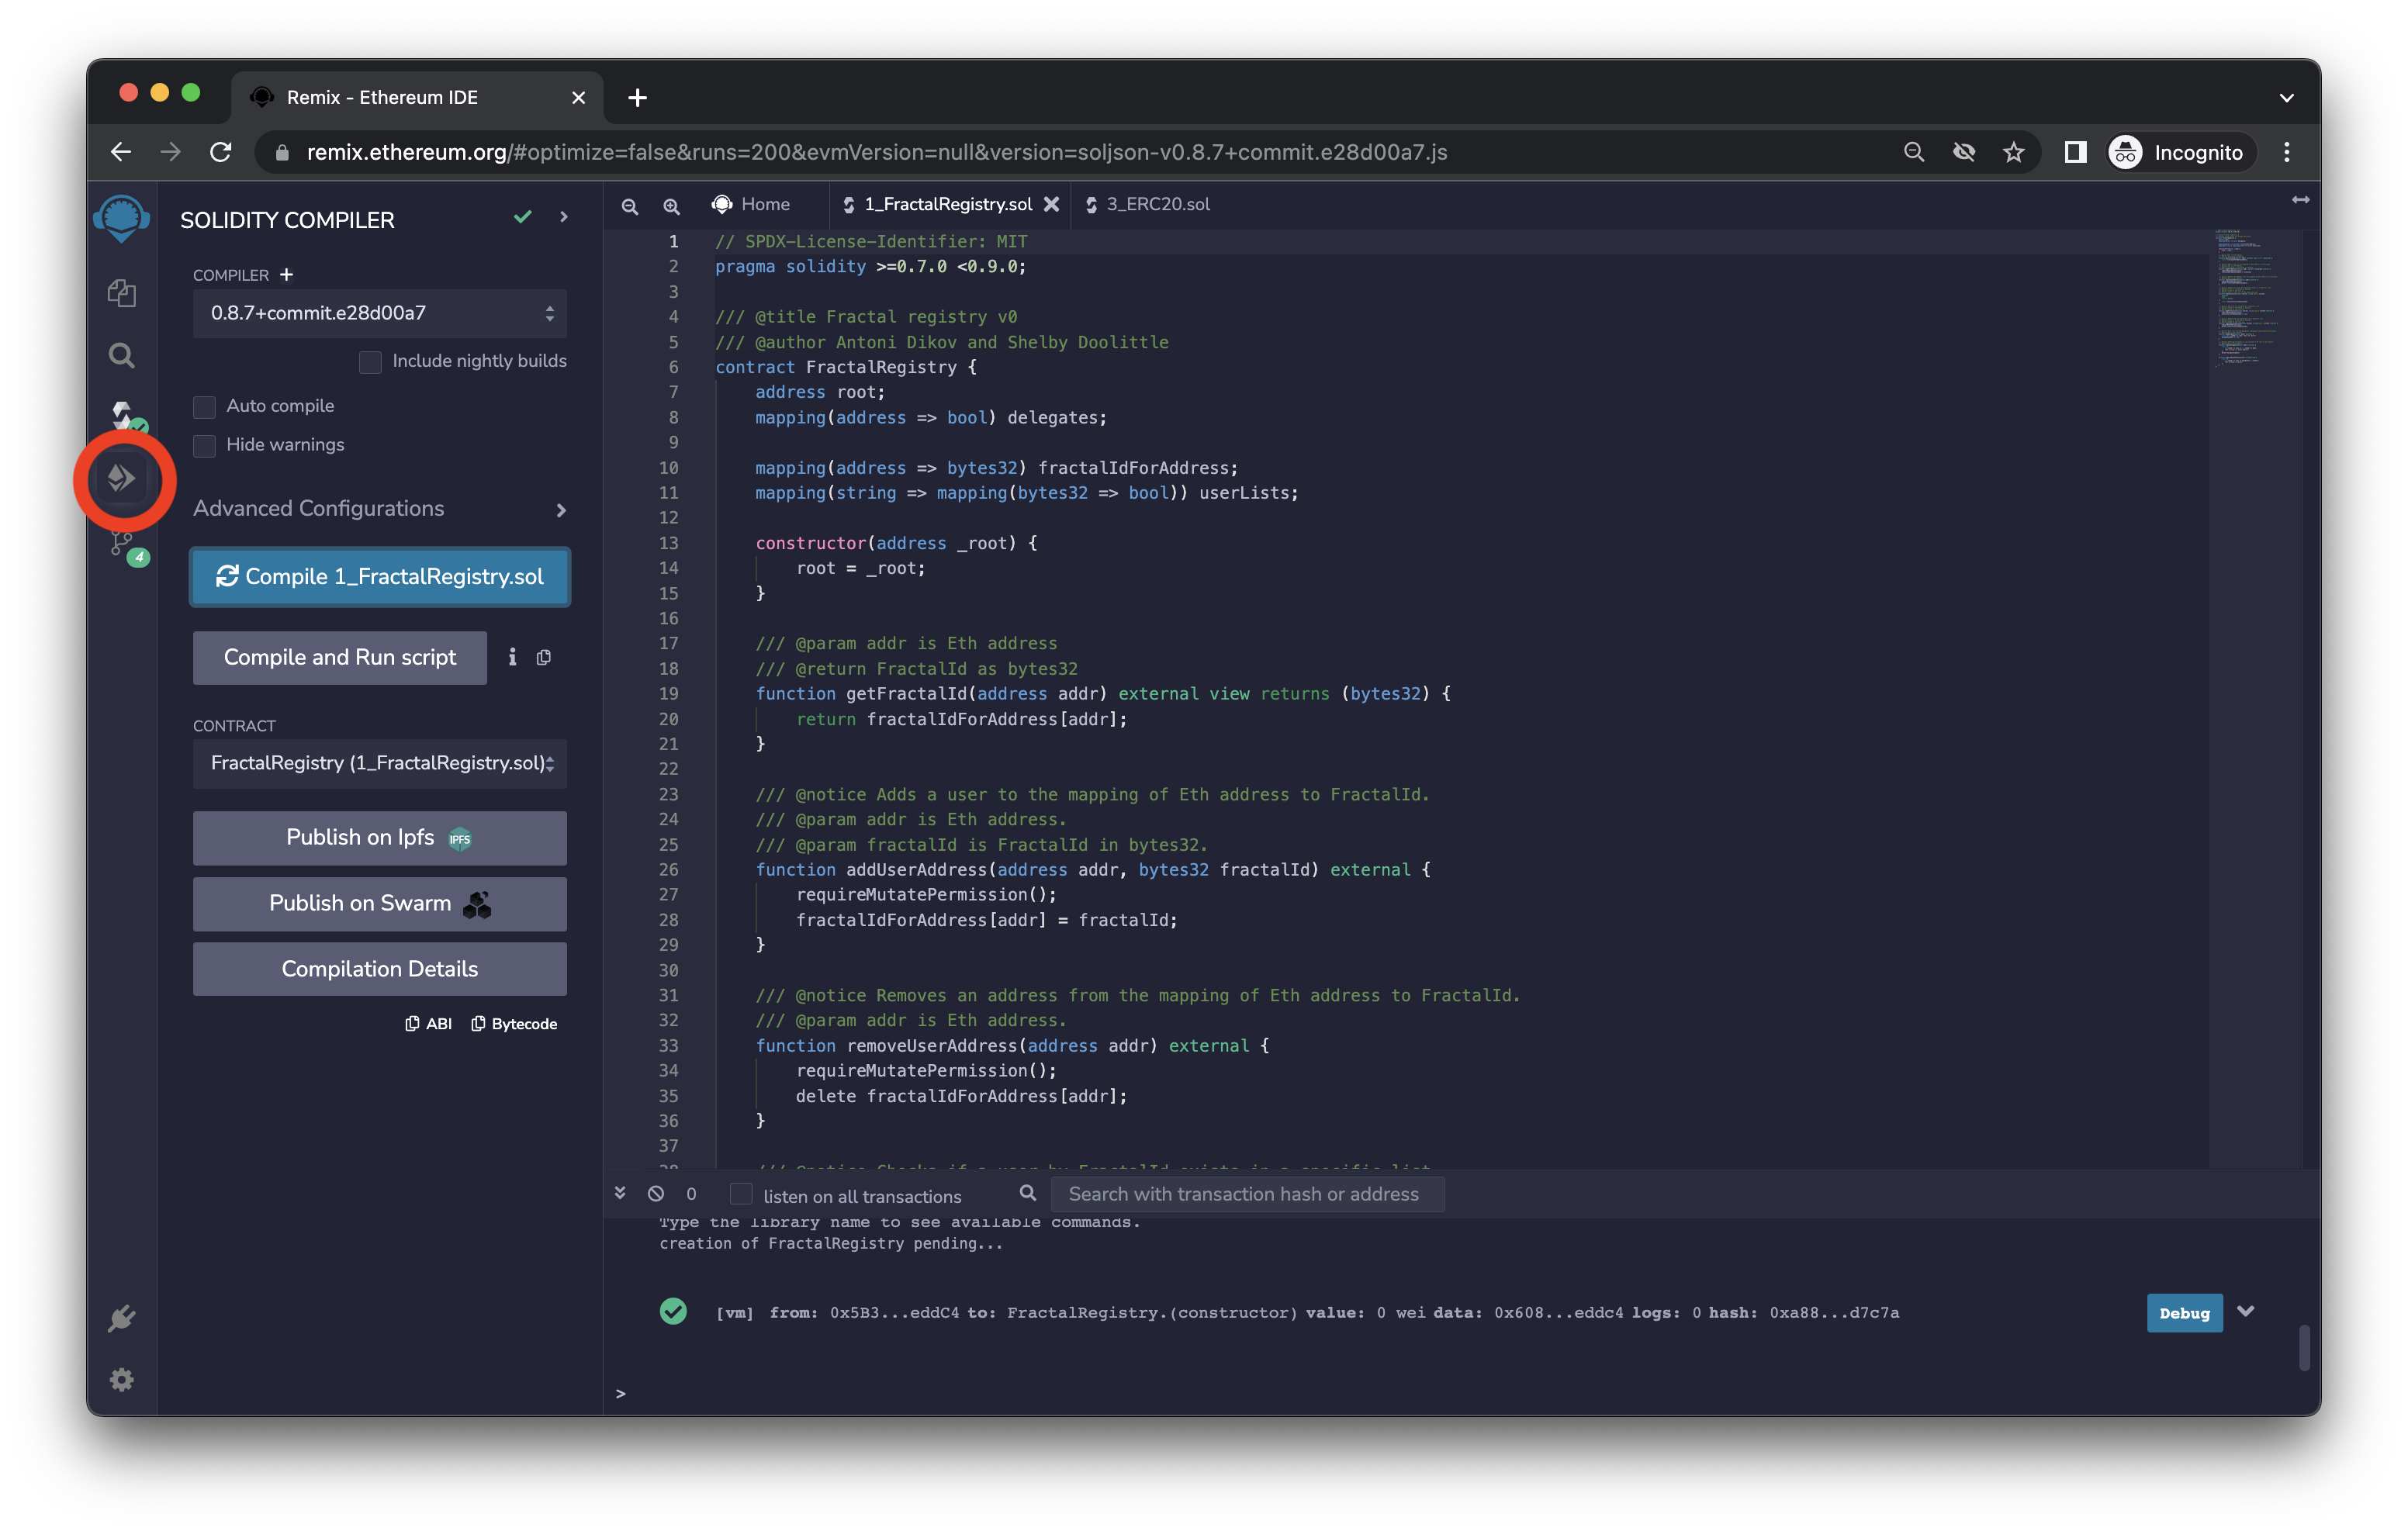 Remix - Ethereum IDE
remix.ethereum.org/#optimize=false&runs=200&evmVersion=null&version=soljson-v0.8.7+commit.e28d00a7.js
Incognito
SOLIDITY COMPILER
COMPILER
0.8.7+commit.e28d00a7
Include nightly builds
Auto compile
Hide warnings
Advanced Configurations
4
Compile 1_FractalRegistry.sol
Compile and Run script
CONTRACT
FractalRegistry (1_FractalRegistry.sol)
Publish on Ipfs IPFS
Publish on Swarm
Compilation Details
ABI Bytecode
Home 1_FractalRegistry.sol 3_ERC20.sol
1 // SPDX-License-Identifier: MIT
2 pragma solidity >=0.7.0 <0.9.0;
3
4 /// @title Fractal registry v0
5 /// @author Antoni Dikov and Shelby Doolittle
6 contract FractalRegistry {
7 address root;
8 mapping(address => bool) delegates;
9
10 mapping(address => bytes32) fractalIdForAddress;
11 mapping(string => mapping(bytes32 => bool)) userLists;
12
13 constructor(address _root) {
14 root = _root;
15 }
16
17 /// @param addr is Eth address
18 /// @return FractalId as bytes32
19 function getFractalId(address addr) external view returns (bytes32) {
20 return fractalIdForAddress[addr];
21 }
22
23 /// @notice Adds a user to the mapping of Eth address to FractalId.
24 /// @param addr is Eth address.
25 /// @param fractalId is FractalId in bytes32.
26 function addUserAddress(address addr, bytes32 fractalId) external {
27 requireMutatePermission();
28 fractalIdForAddress[addr] = fractalId;
29 }
30
31 /// @notice Removes an address from the mapping of Eth address to FractalId.
32 /// @param addr is Eth address.
33 function removeUserAddress(address addr) external {
34 requireMutatePermission();
35 delete fractalIdForAddress[addr];
36 }
37
38 /// @notice Checks if a user by FractalId exists in a specific list
0 listen on all transactions Search with transaction hash or address
Type the library name to see available commands.
creation of FractalRegistry pending...
[vm] from: 0x5B3...eddC4 to: FractalRegistry.(constructor) value: 0 wei data: 0x608...eddc4 logs: 0 hash: 0xa88...d7c7a
Debug
>